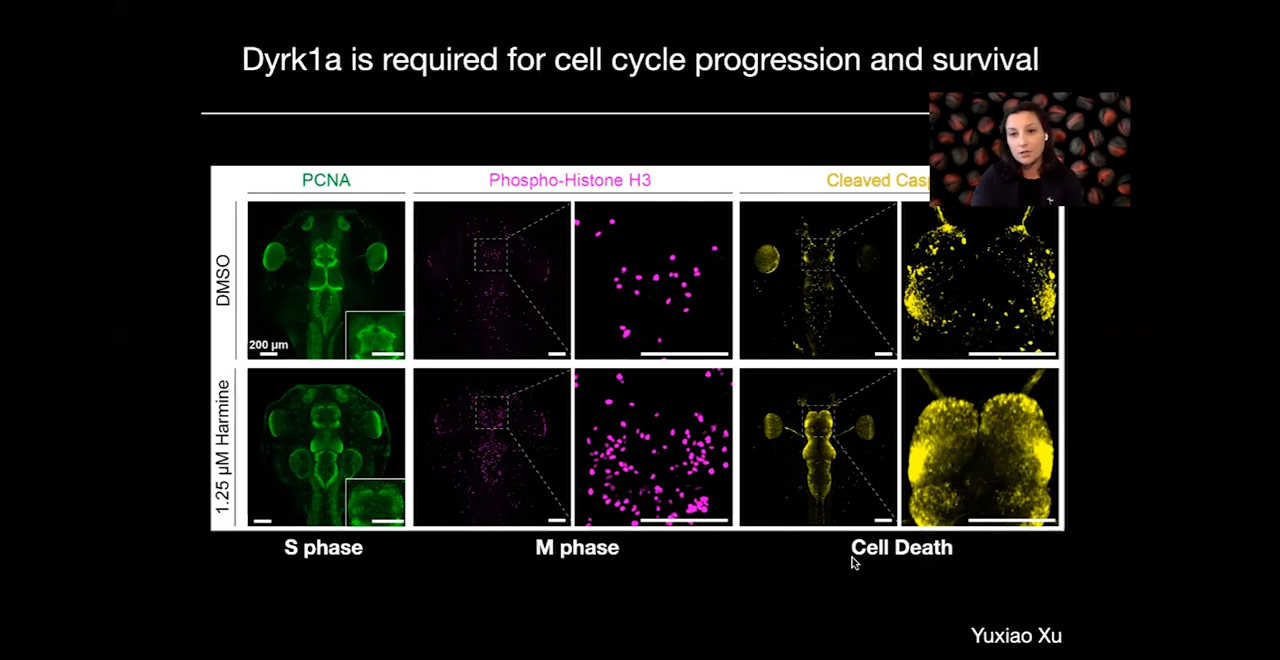 Dyrk1a is required for cell cycle progression and survival
PCNA
Phospho-Histone H3
Cleaved
DMSO
200 µm
1.25 µM Harmine
S phase
M phase
Cell Death
Yuxiao Xu